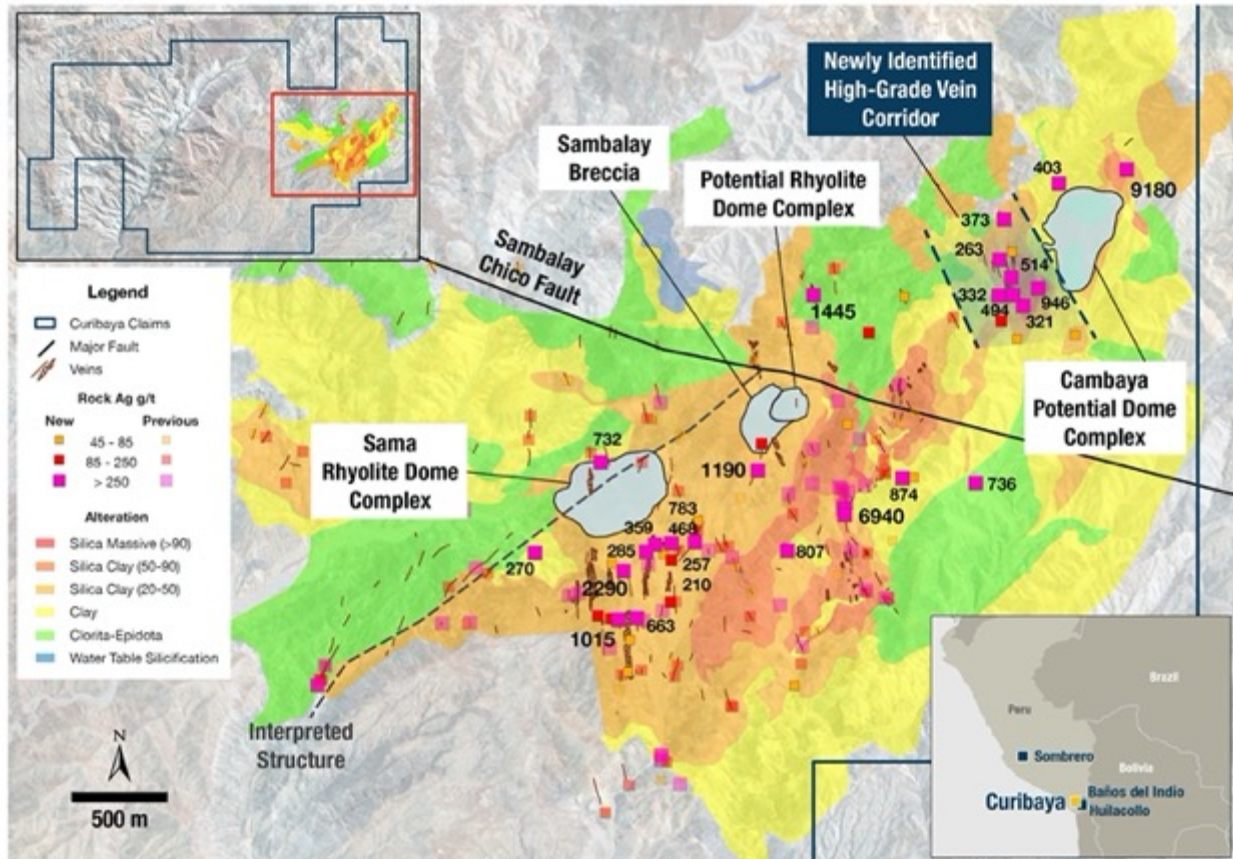 Newly Identified
High-Grade Vein
Corridor
Sambalay
Breccia
Potential Rhyolite
Dome Complex
403
9180
373
263
514
Sambalay
Chico Fault
332
494
946
321
1445
Legend
Curibaya Claims
Major Fault
Veins
Rock Ag g/t
New Previous
45 - 85
85 - 250
> 250
Alteration
Silica Massive (>90)
Silica Clay (50-90)
Silica Clay (20-50)
Clay
Clorita-Epidota
Water Table Silicification
Cambaya
Potential Dome
Complex
Sama
Rhyolite Dome
Complex
732
1190
874
736
783
6940
359
468
285
257
807
270
210
2290
1015
663
Interpreted
Structure
N
500 m
Brazil
Peru
Sombrero
Bolivia
Curibaya
Baños del Indio
Huilacollo